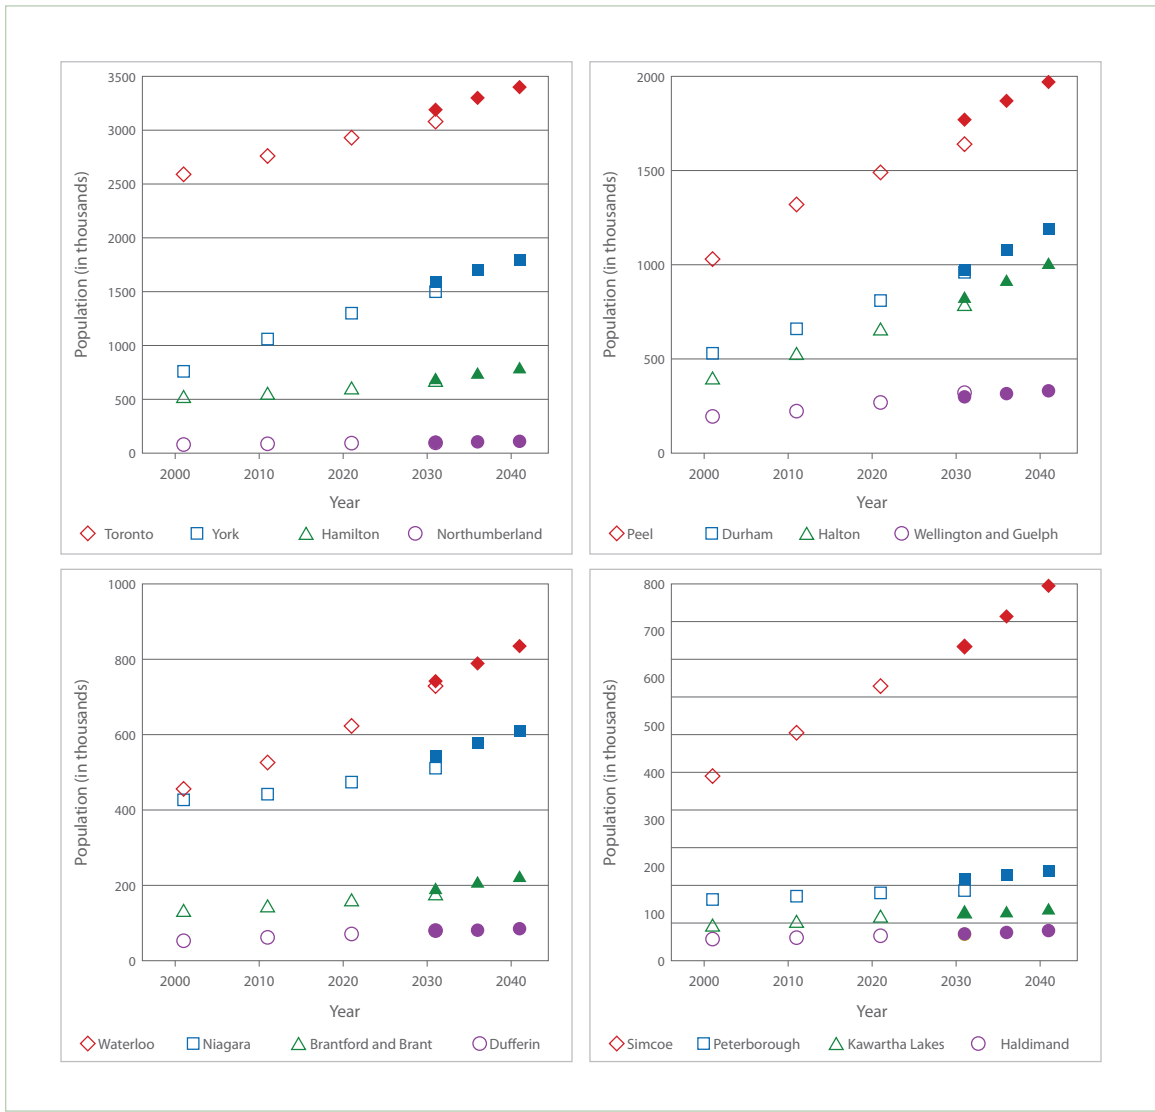 Population (in thousands)
3500
3000
2500
2000
1500
1000
500
0
2000 2010 2020 2030 2040
Year
Toronto York Hamilton Northumberland
Population (in thousands)
2000
1500
1000
500
0
2000 2010 2020 2030 2040
Year
Peel Durham Halton Wellington and Guelph
Population (in thousands)
1000
800
600
400
200
0
2000 2010 2020 2030 2040
Year
Waterloo Niagara Brantford and Brant Dufferin
Population (in thousands)
800
700
600
500
400
300
200
100
0
2000 2010 2020 2030 2040
Year
Simcoe Peterborough Kawartha Lakes Haldimand